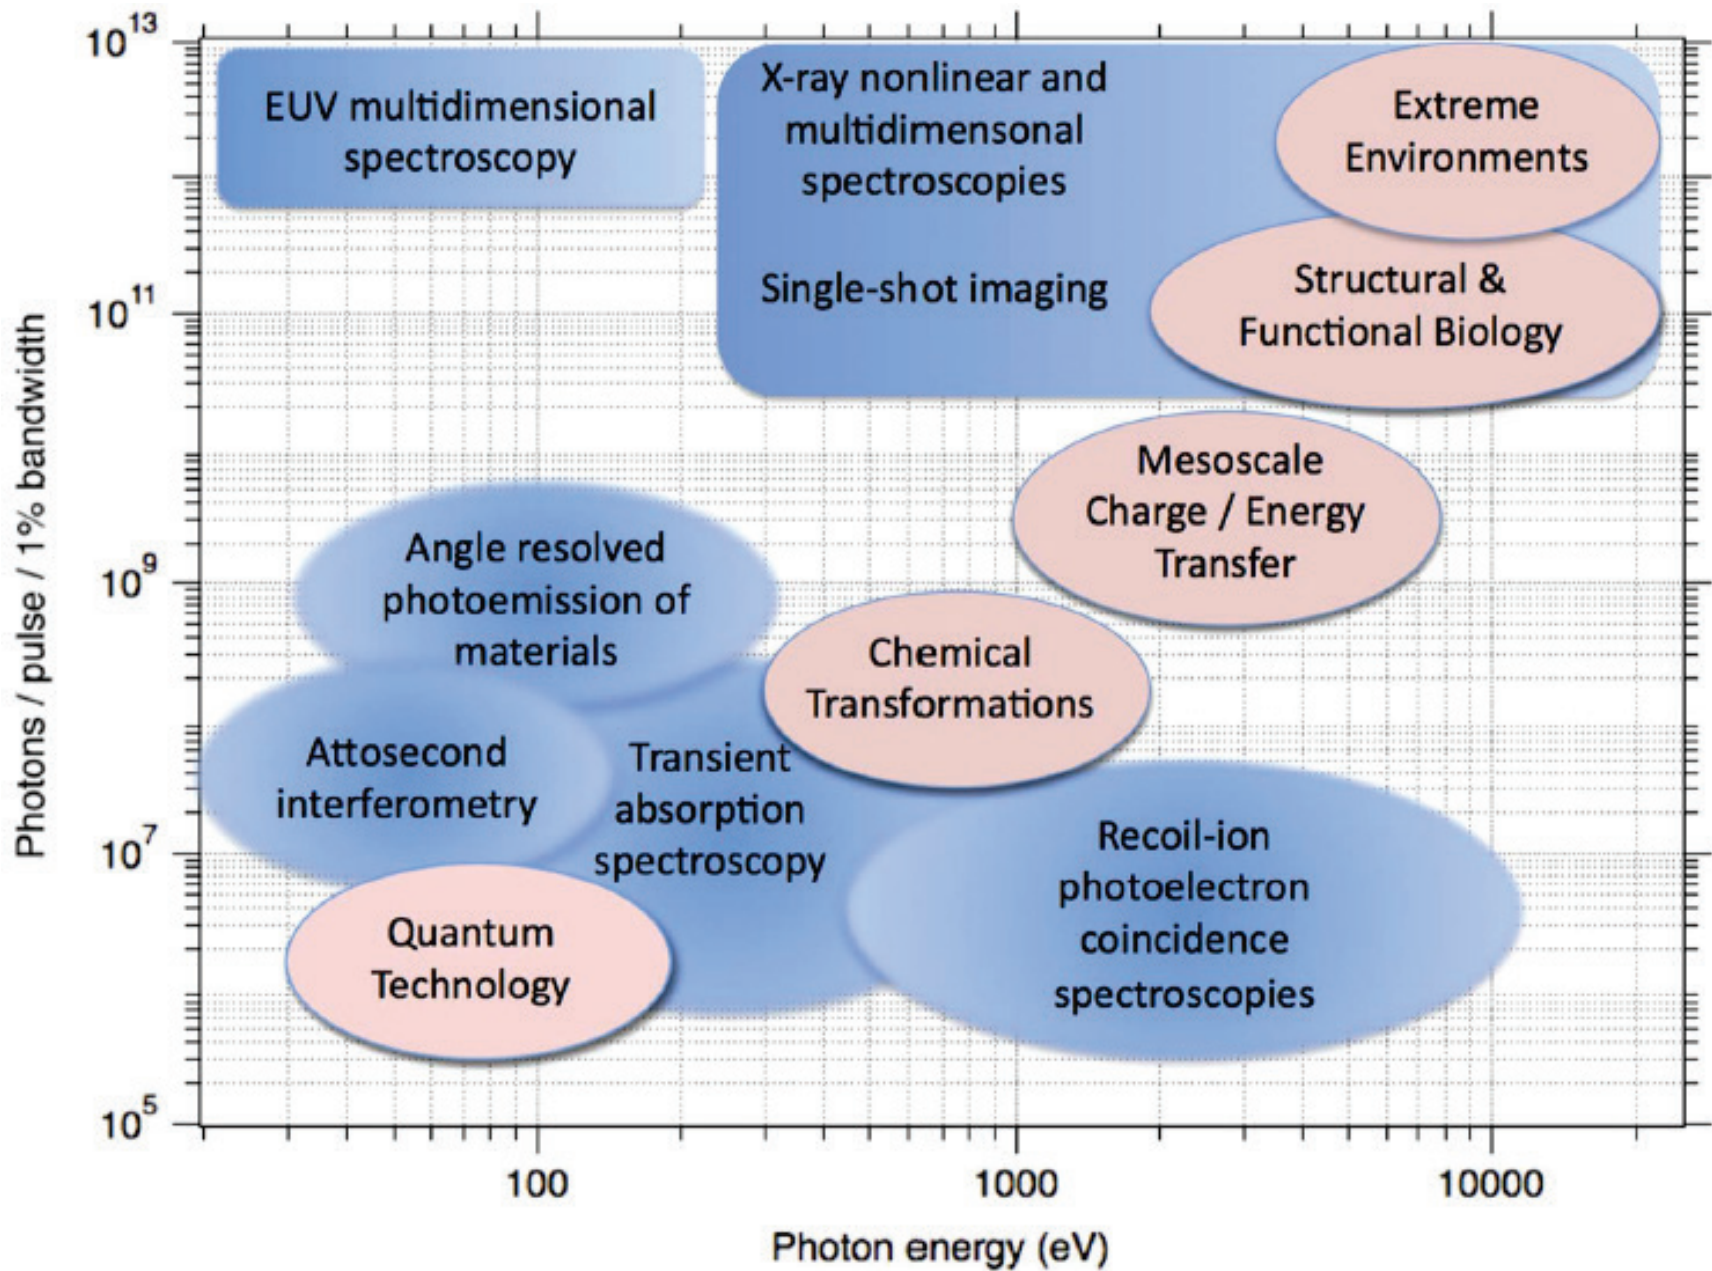 10^13
EUV multidimensional
spectroscopy
X-ray nonlinear and
multidimensonal
spectroscopies
Single-shot imaging
Extreme
Environments
Structural &
Functional Biology
10^11
Mesoscale
Charge / Energy
Transfer
10^9
Angle resolved
photoemission of
materials
Chemical
Transformations
Attosecond
interferometry
Transient
absorption
spectroscopy
10^7
Recoil-ion
photoelectron
coincidence
spectroscopies
Quantum
Technology
10^5
100
1000
10000
Photon energy (eV)
Photons / pulse / 1% bandwidth